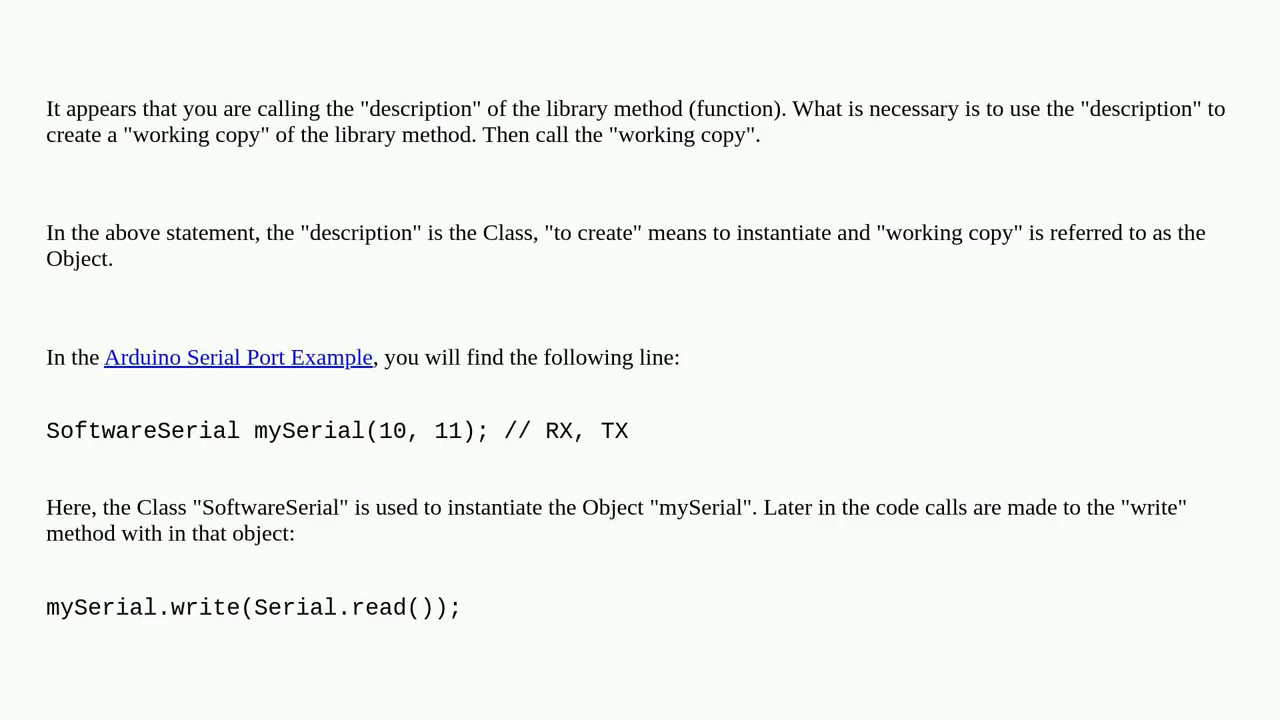 It appears that you are calling the "description" of the library method (function). What is necessary is to use the "description" to
create a "working copy" of the library method. Then call the "working copy".
In the above statement, the "description" is the Class, "to create" means to instantiate and "working copy" is referred to as the
Object.
In the Arduino Serial Port Example, you will find the following line:
SoftwareSerial mySerial(10, 11); // RX, TX
Here, the Class "SoftwareSerial" is used to instantiate the Object "mySerial". Later in the code calls are made to the "write"
method with in that object:
mySerial.write(Serial.read());